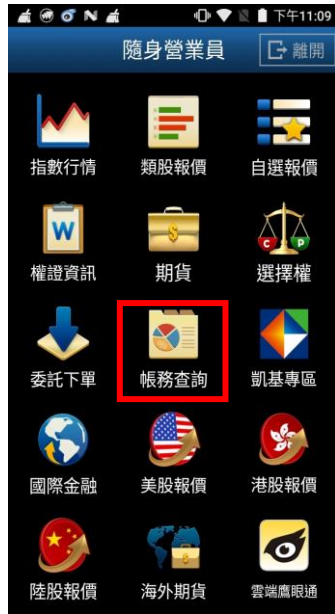 下午11:09
隨身營業員
離開
指數行情 類股報價 自選報價
W $ C P
權證資訊 期貨 選擇權
委託下單 帳務查詢 凱基專區
國際金融 美股報價 港股報價
陸股報價 海外期貨 雲端鷹眼通